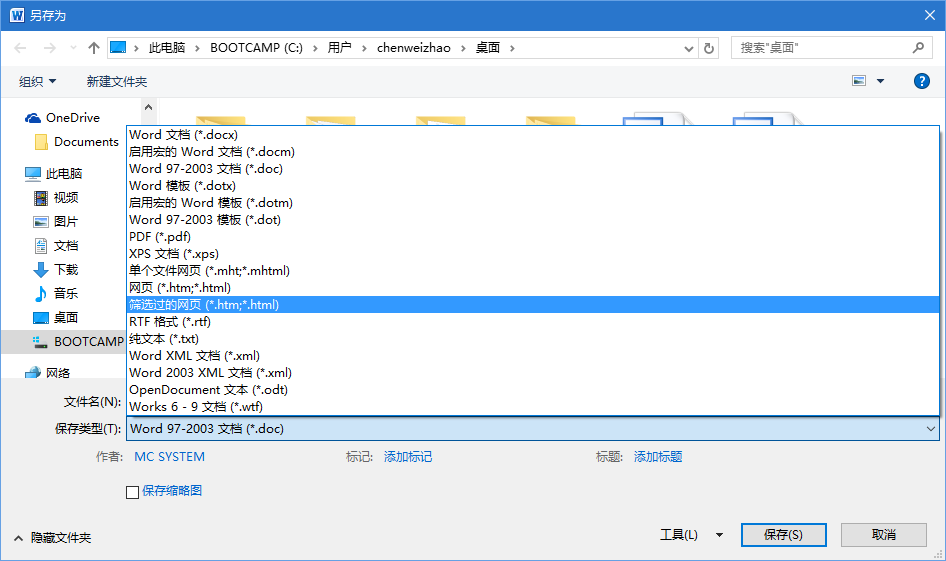 另存为
此电脑 › BOOTCAMP (C:) › 用户 › chenweizhao › 桌面 ›
搜索"桌面"
组织
新建文件夹
OneDrive
Documents
此电脑
视频
图片
文档
下载
音乐
桌面
BOOTCAMP
网络
Word 文档 (*.docx)
启用宏的 Word 文档 (*.docm)
Word 97-2003 文档 (*.doc)
Word 模板 (*.dotx)
启用宏的 Word 模板 (*.dotm)
Word 97-2003 模板 (*.dot)
PDF (*.pdf)
XPS 文档 (*.xps)
单个文件网页 (*.mht;*.mhtml)
网页 (*.htm;*.html)
筛选过的网页 (*.htm;*.html)
RTF 格式 (*.rtf)
纯文本 (*.txt)
Word XML 文档 (*.xml)
Word 2003 XML 文档 (*.xml)
OpenDocument 文本 (*.odt)
Works 6 - 9 文档 (*.wtf)
文件名(N):
保存类型(T): Word 97-2003 文档 (*.doc)
作者: MC SYSTEM 标记: 添加标记 标题: 添加标题
保存缩略图
隐藏文件夹
工具(L) 保存(S) 取消